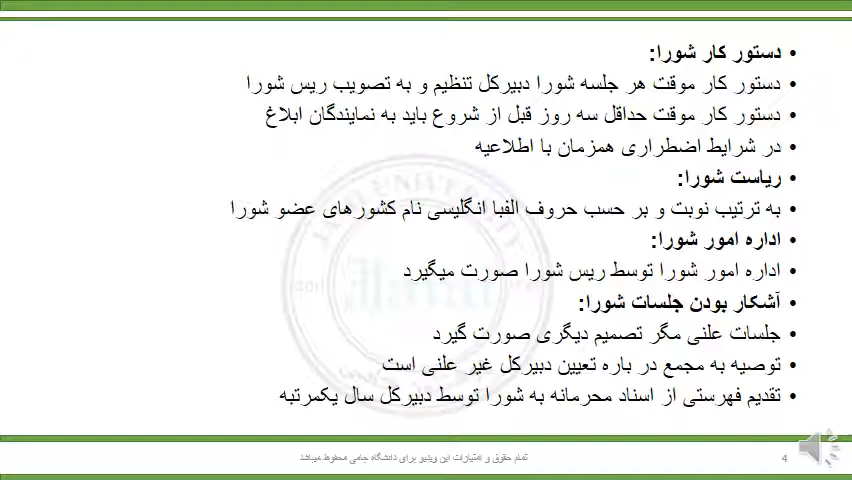 • دستور کار شورا:
• دستور کار موقت هر جلسه شورا دبیرکل تنظیم و به تصویب ریس شورا
• دستور کار موقت حداقل سه روز قبل از شروع باید به نمایندگان ابلاغ
• در شرایط اضطراری همزمان با اطلاعیه
• ریاست شورا:
• به ترتیب نوبت و بر حسب حروف الفبا انگلیسی نام کشورهای عضو شورا
• اداره امور شورا:
• اداره امور شورا توسط ریس شورا صورت میگیرد
• آشکار بودن جلسات شورا:
• جلسات علنی مگر تصمیم دیگری صورت گیرد
• توصیه به مجمع در باره تعیین دبیرکل غیر علنی است
• تقدیم فهرستی از اسناد محرمانه به شورا توسط دبیرکل سال یکمرتبه
تمام حقوق و امتیازات این ویدیو برای دانشگاه جامی محفوظ میباشد
4